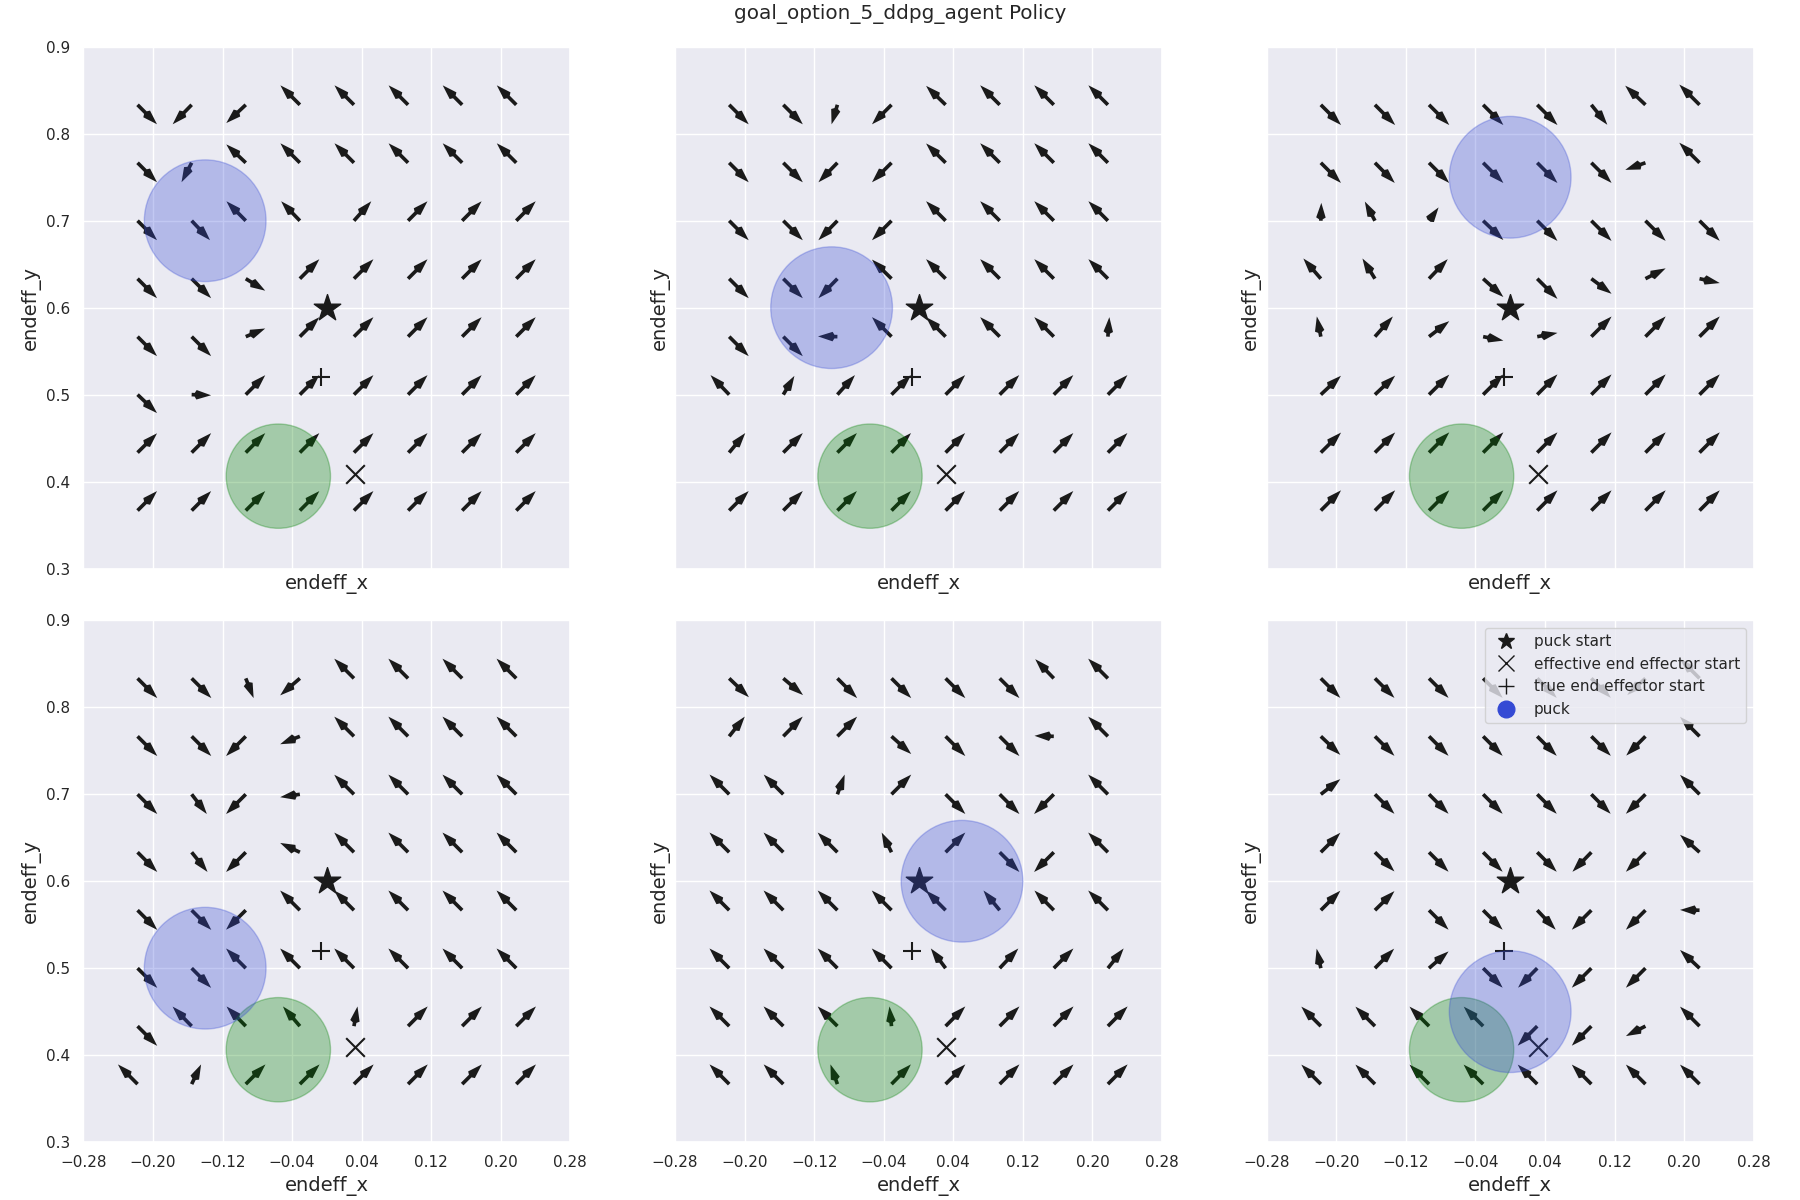 goal_option_5_ddpg_agent Policy
0.9
0.8
0.7
0.6
0.5
0.4
0.3
endeff_y
endeff_x
endeff_y
endeff_x
endeff_y
endeff_x
0.9
0.8
0.7
0.6
0.5
0.4
0.3
endeff_y
−0.28 −0.20 −0.12 −0.04 0.04 0.12 0.20 0.28
endeff_x
endeff_y
−0.28 −0.20 −0.12 −0.04 0.04 0.12 0.20 0.28
endeff_x
puck start
effective end effector start
true end effector start
puck
endeff_y
−0.28 −0.20 −0.12 −0.04 0.04 0.12 0.20 0.28
endeff_x